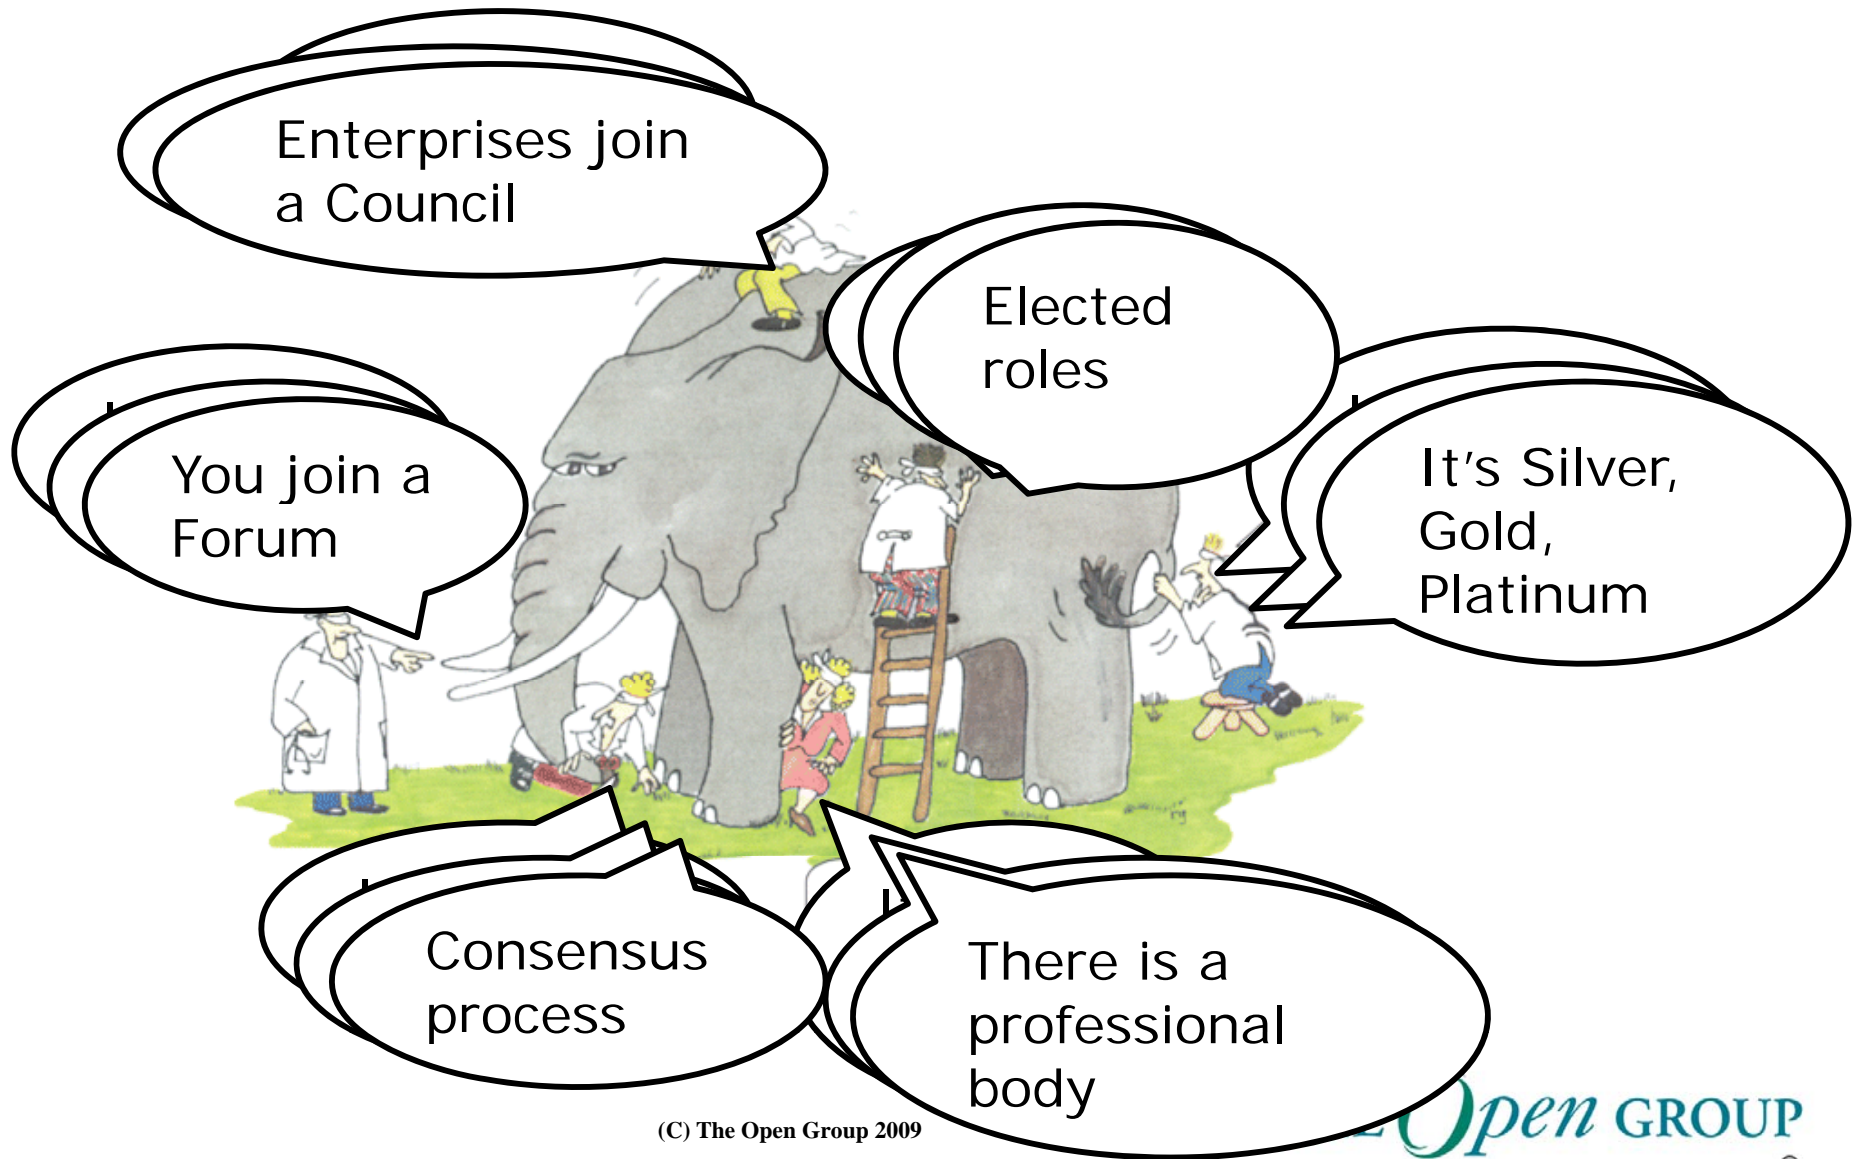 Enterprises join
a Council
Elected
roles
You join a
Forum
It's Silver,
Gold,
Platinum
Consensus
process
There is a
professional
body
(C) The Open Group 2009
Open GROUP